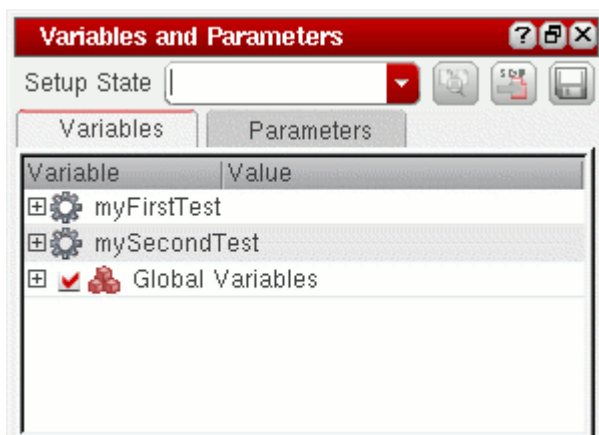 Variables and Parameters ?
Setup State
Variables Parameters
Variable Value
myFirstTest
mySecondTest
Global Variables